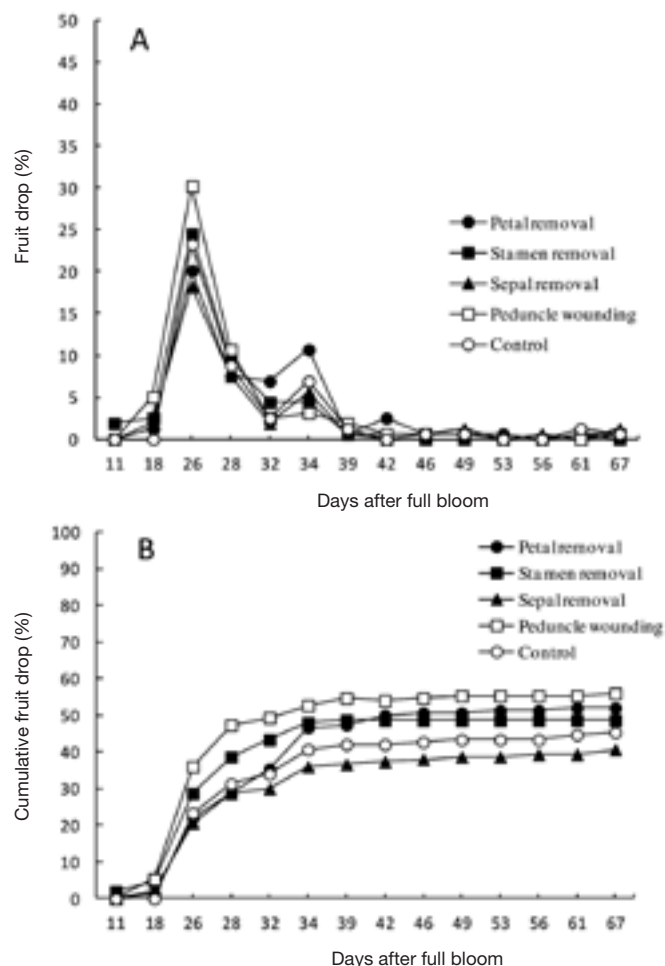 A
50
45
40
35
30
25
20
15
10
5
0
Fruit drop (%)
Petal removal
Stamen removal
Sepal removal
Peduncle wounding
Control
11 18 26 28 32 34 39 42 46 49 53 56 61 67
Days after full bloom
B
100
90
80
70
60
50
40
30
20
10
0
Cumulative fruit drop (%)
Petal removal
Stamen removal
Sepal removal
Peduncle wounding
Control
11 18 26 28 32 34 39 42 46 49 53 56 61 67
Days after full bloom